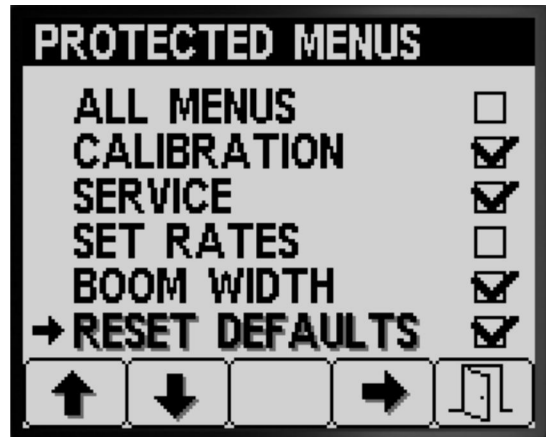 PROTECTED MENUS
ALL MENUS
CALIBRATION
SERVICE
SET RATES
BOOM WIDTH
RESET DEFAULTS